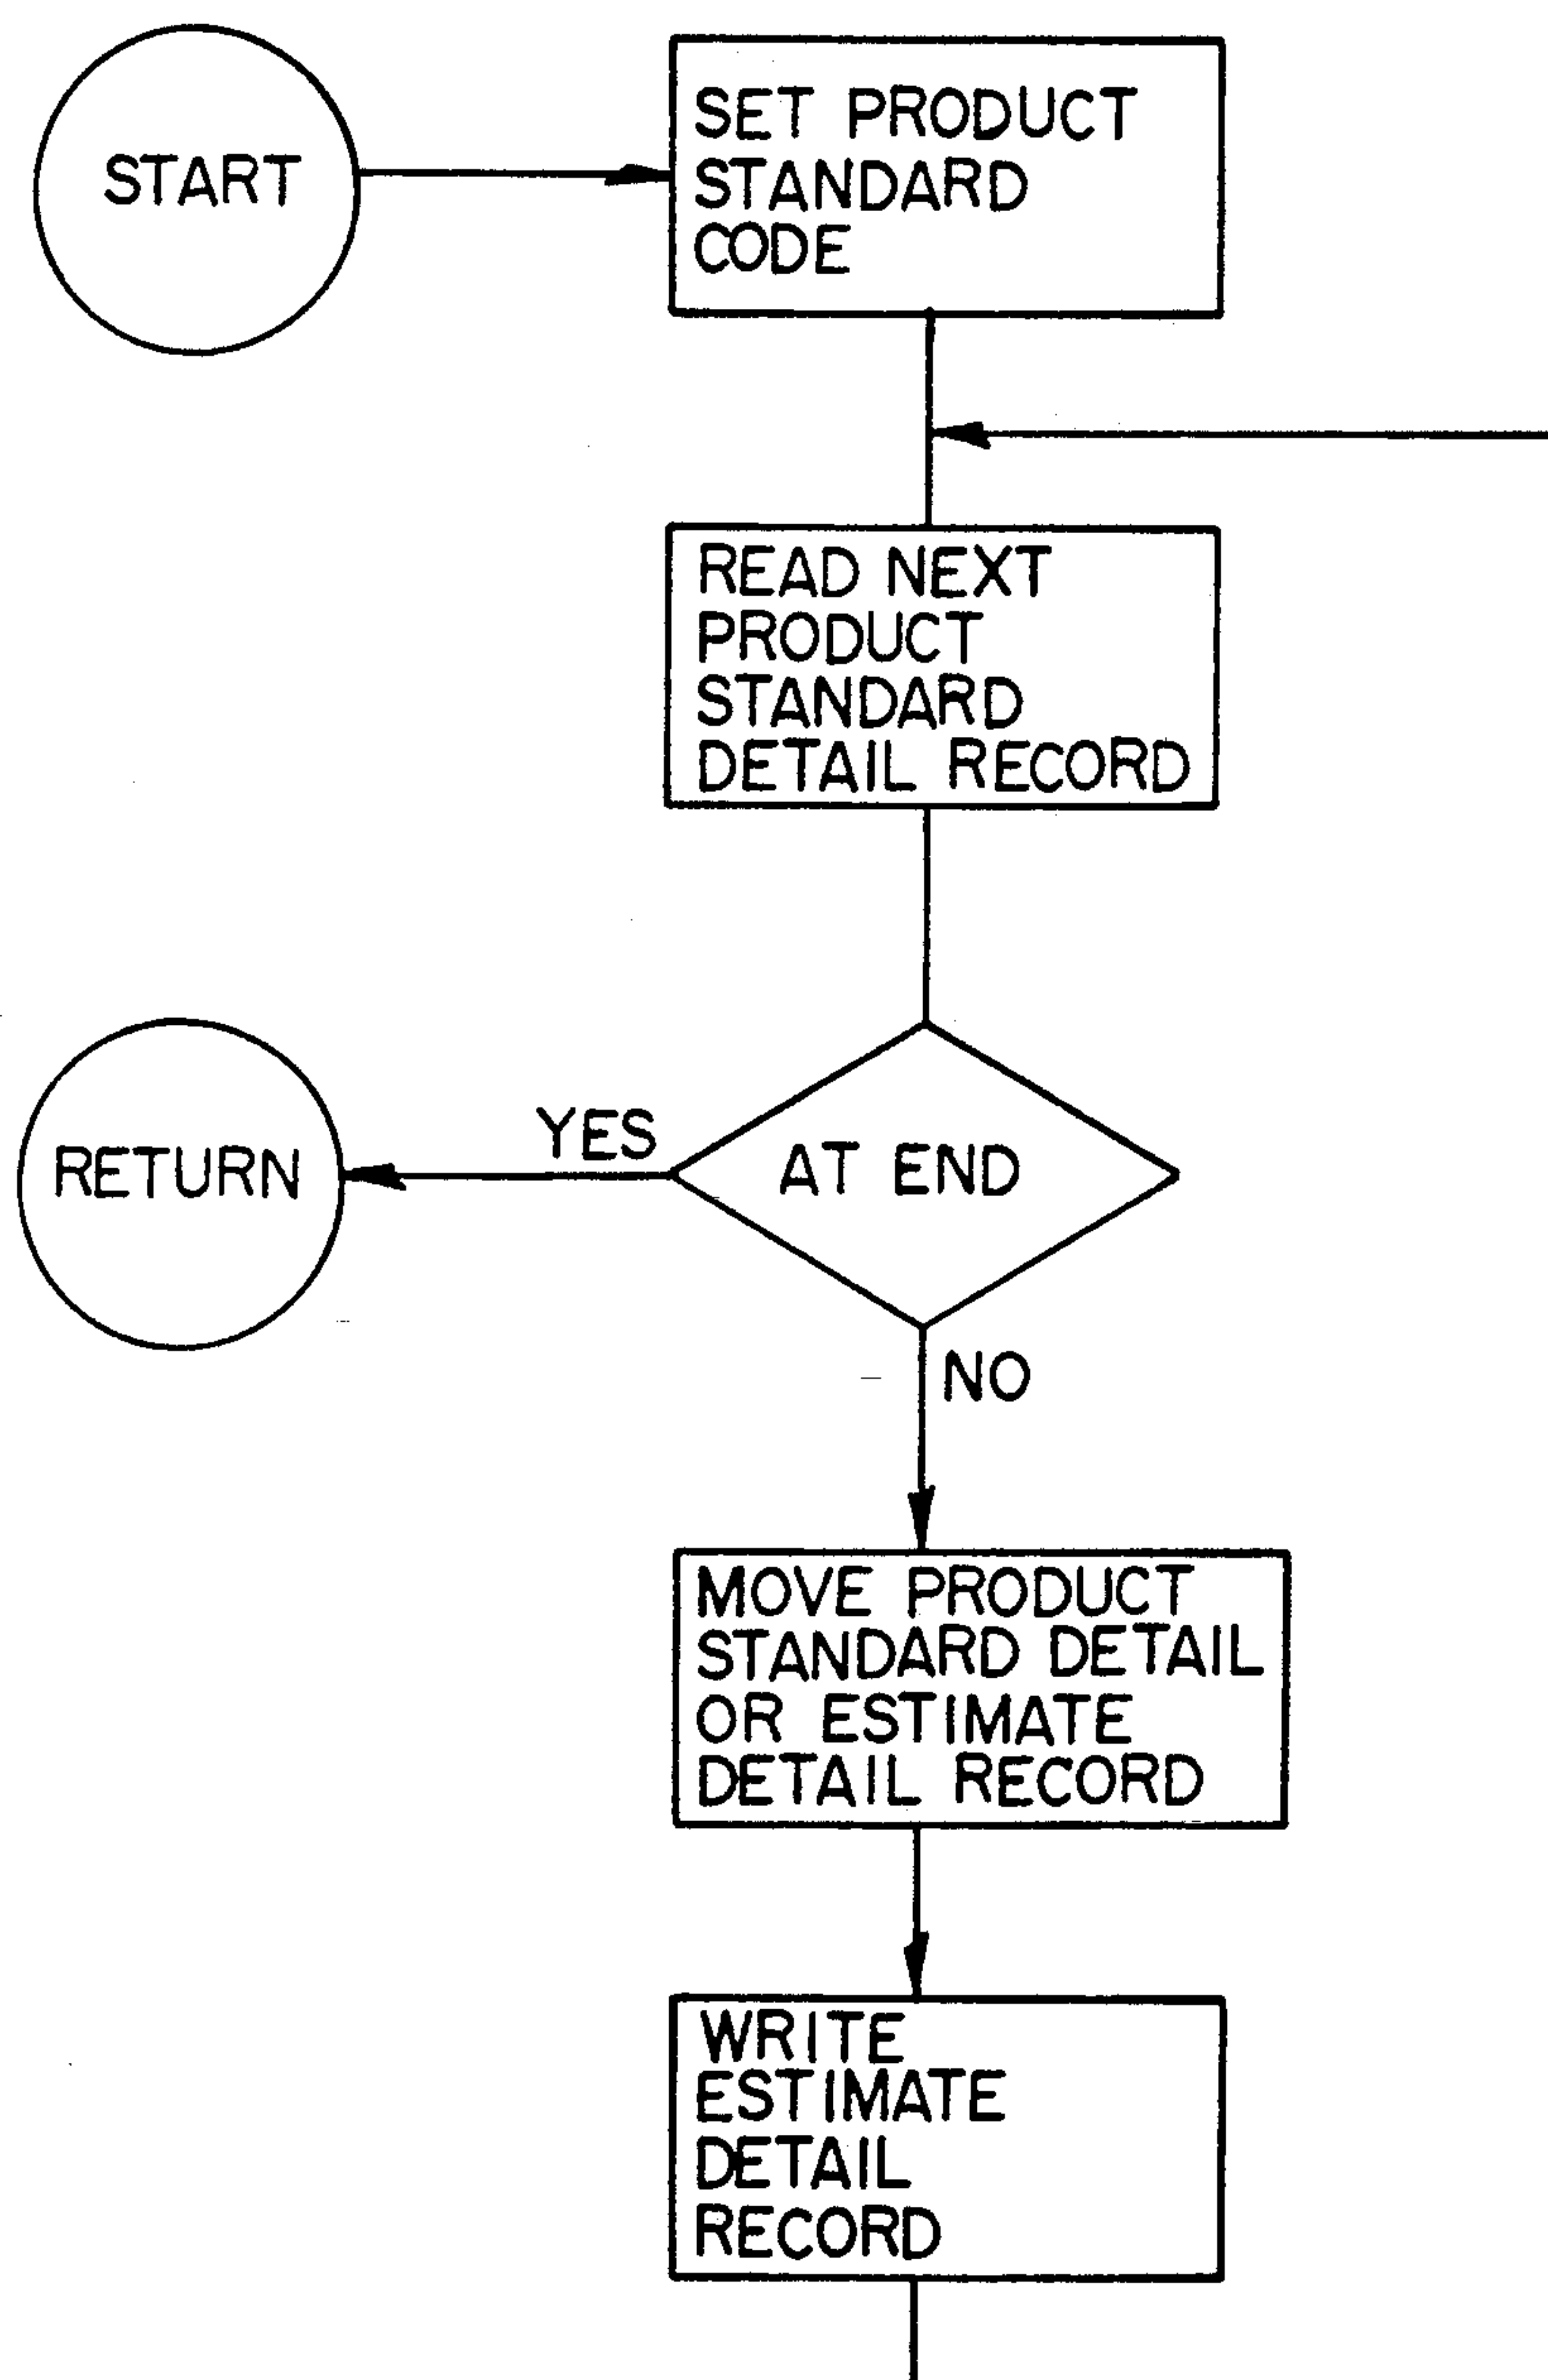 START
SET PRODUCT
STANDARD
CODE
READ NEXT
PRODUCT
STANDARD
DETAIL RECORD
YES
AT END
RETURN
NO
MOVE PRODUCT
STANDARD DETAIL
OR ESTIMATE
DETAIL RECORD
WRITE
ESTIMATE
DETAIL
RECORD